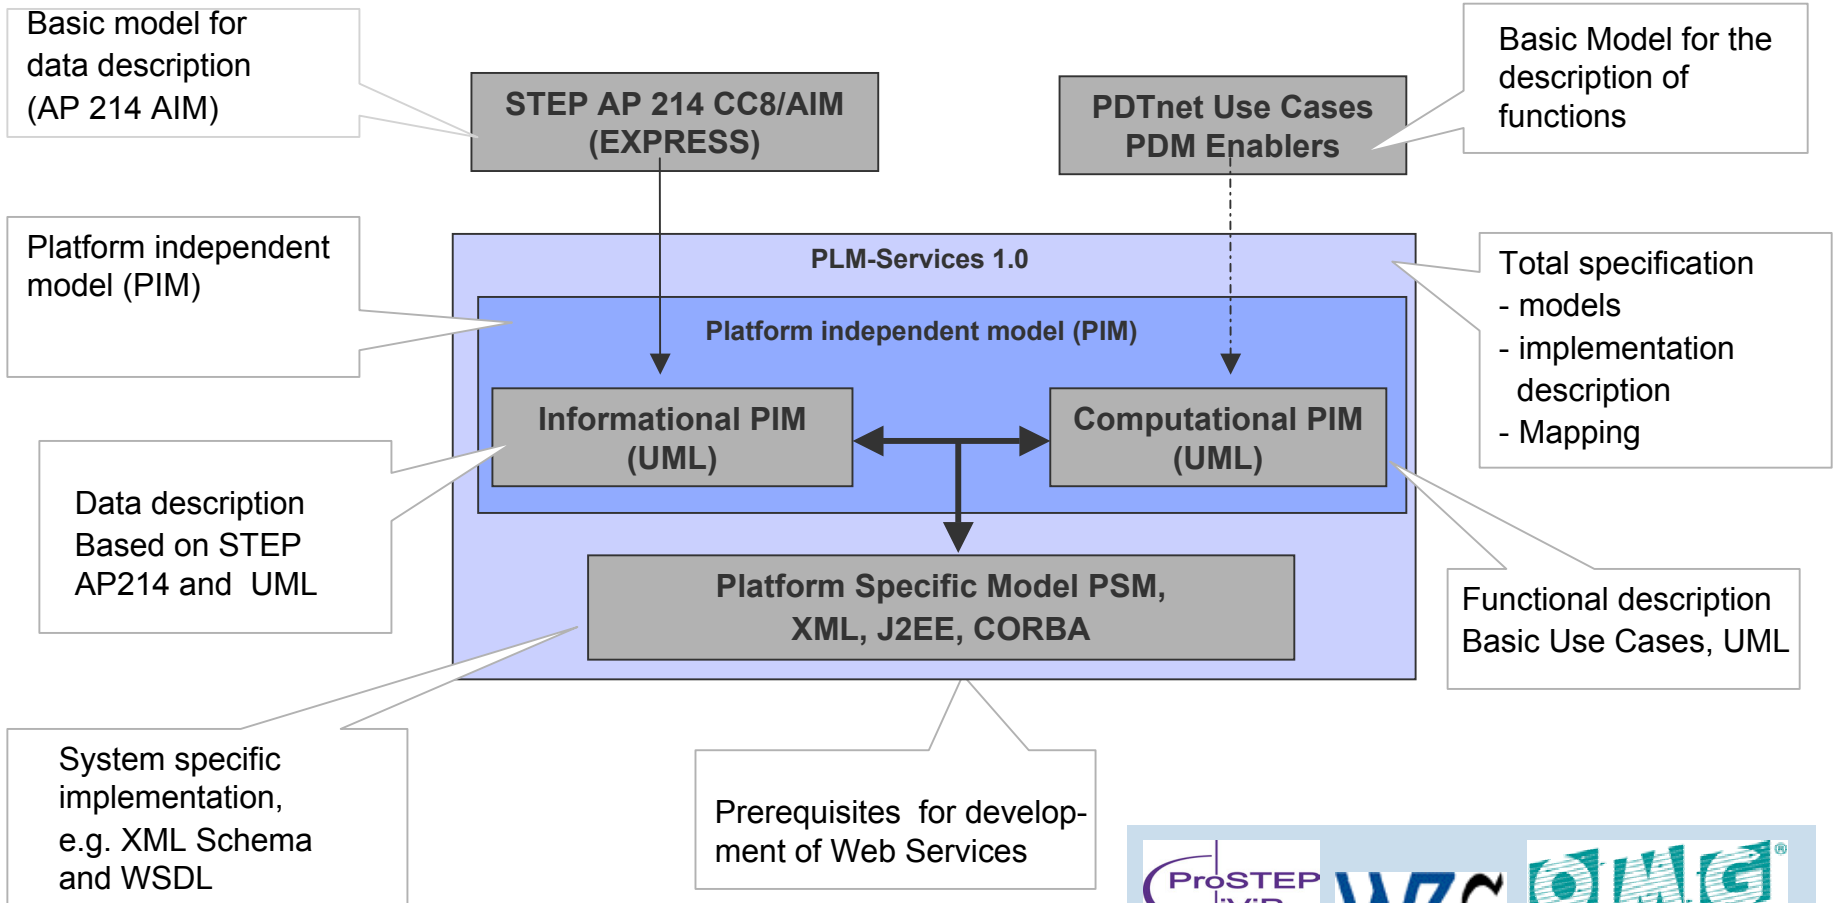 Basic model for
data description
(AP 214 AIM)
STEP AP 214 CC8/AIM
(EXPRESS)
PDTnet Use Cases
PDM Enablers
Basic Model for the
description of
functions
Platform independent
model (PIM)
PLM-Services 1.0
Platform independent model (PIM)
Total specification
- models
- implementation
description
- Mapping
Informational PIM
(UML)
Computational PIM
(UML)
Data description
Based on STEP
AP214 and UML
Platform Specific Model PSM,
XML, J2EE, CORBA
Functional description
Basic Use Cases, UML
System specific
implementation,
e.g. XML Schema
and WSDL
Prerequisites for develop-
ment of Web Services
ProSTEP
iViP
OMG®